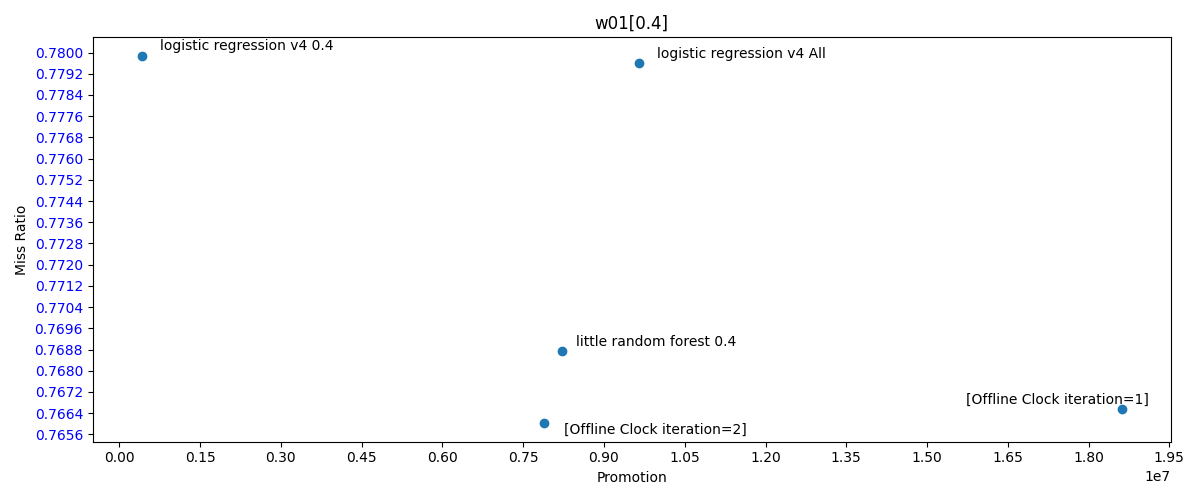 w01[0.4]
logistic regression v4 0.4
logistic regression v4 All
little random forest 0.4
[Offline Clock iteration=1]
[Offline Clock iteration=2]
Miss Ratio
0.7800
0.7792
0.7784
0.7776
0.7768
0.7760
0.7752
0.7744
0.7736
0.7728
0.7720
0.7712
0.7704
0.7696
0.7688
0.7680
0.7672
0.7664
0.7656
0.00 0.15 0.30 0.45 0.60 0.75 0.90 1.05 1.20 1.35 1.50 1.65 1.80 1.95
1e7
Promotion